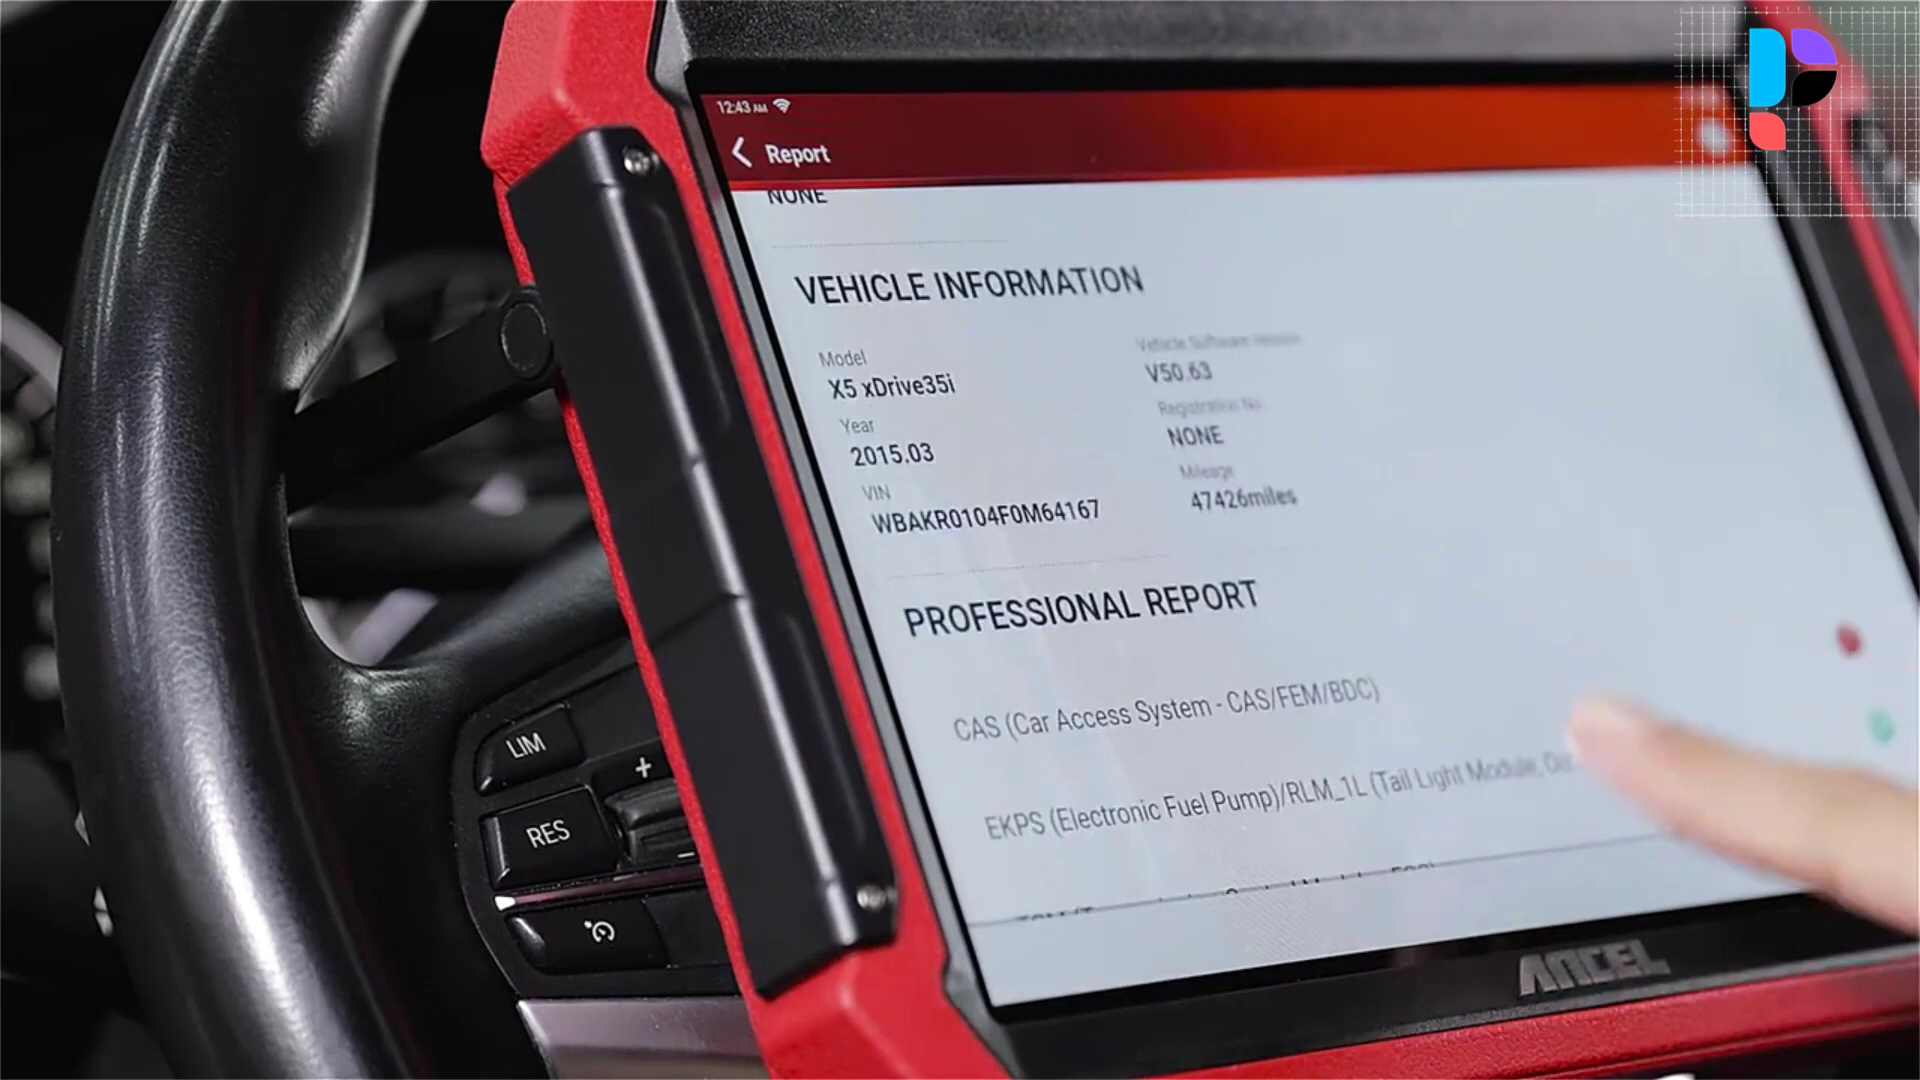 12:43 AM
Report
NONE
VEHICLE INFORMATION
Model
X5 xDrive35i
Year
2015.03
VIN
WBAKR0104F0M64167
Vehicle Software Version
V50.63
Registration No.
NONE
Mileage
47426miles
PROFESSIONAL REPORT
CAS (Car Access System - CAS/FEM/BDC)
EKPS (Electronic Fuel Pump)/RLM_1L (Tail Light Module,
LIM
+
RES
−
ANCEL